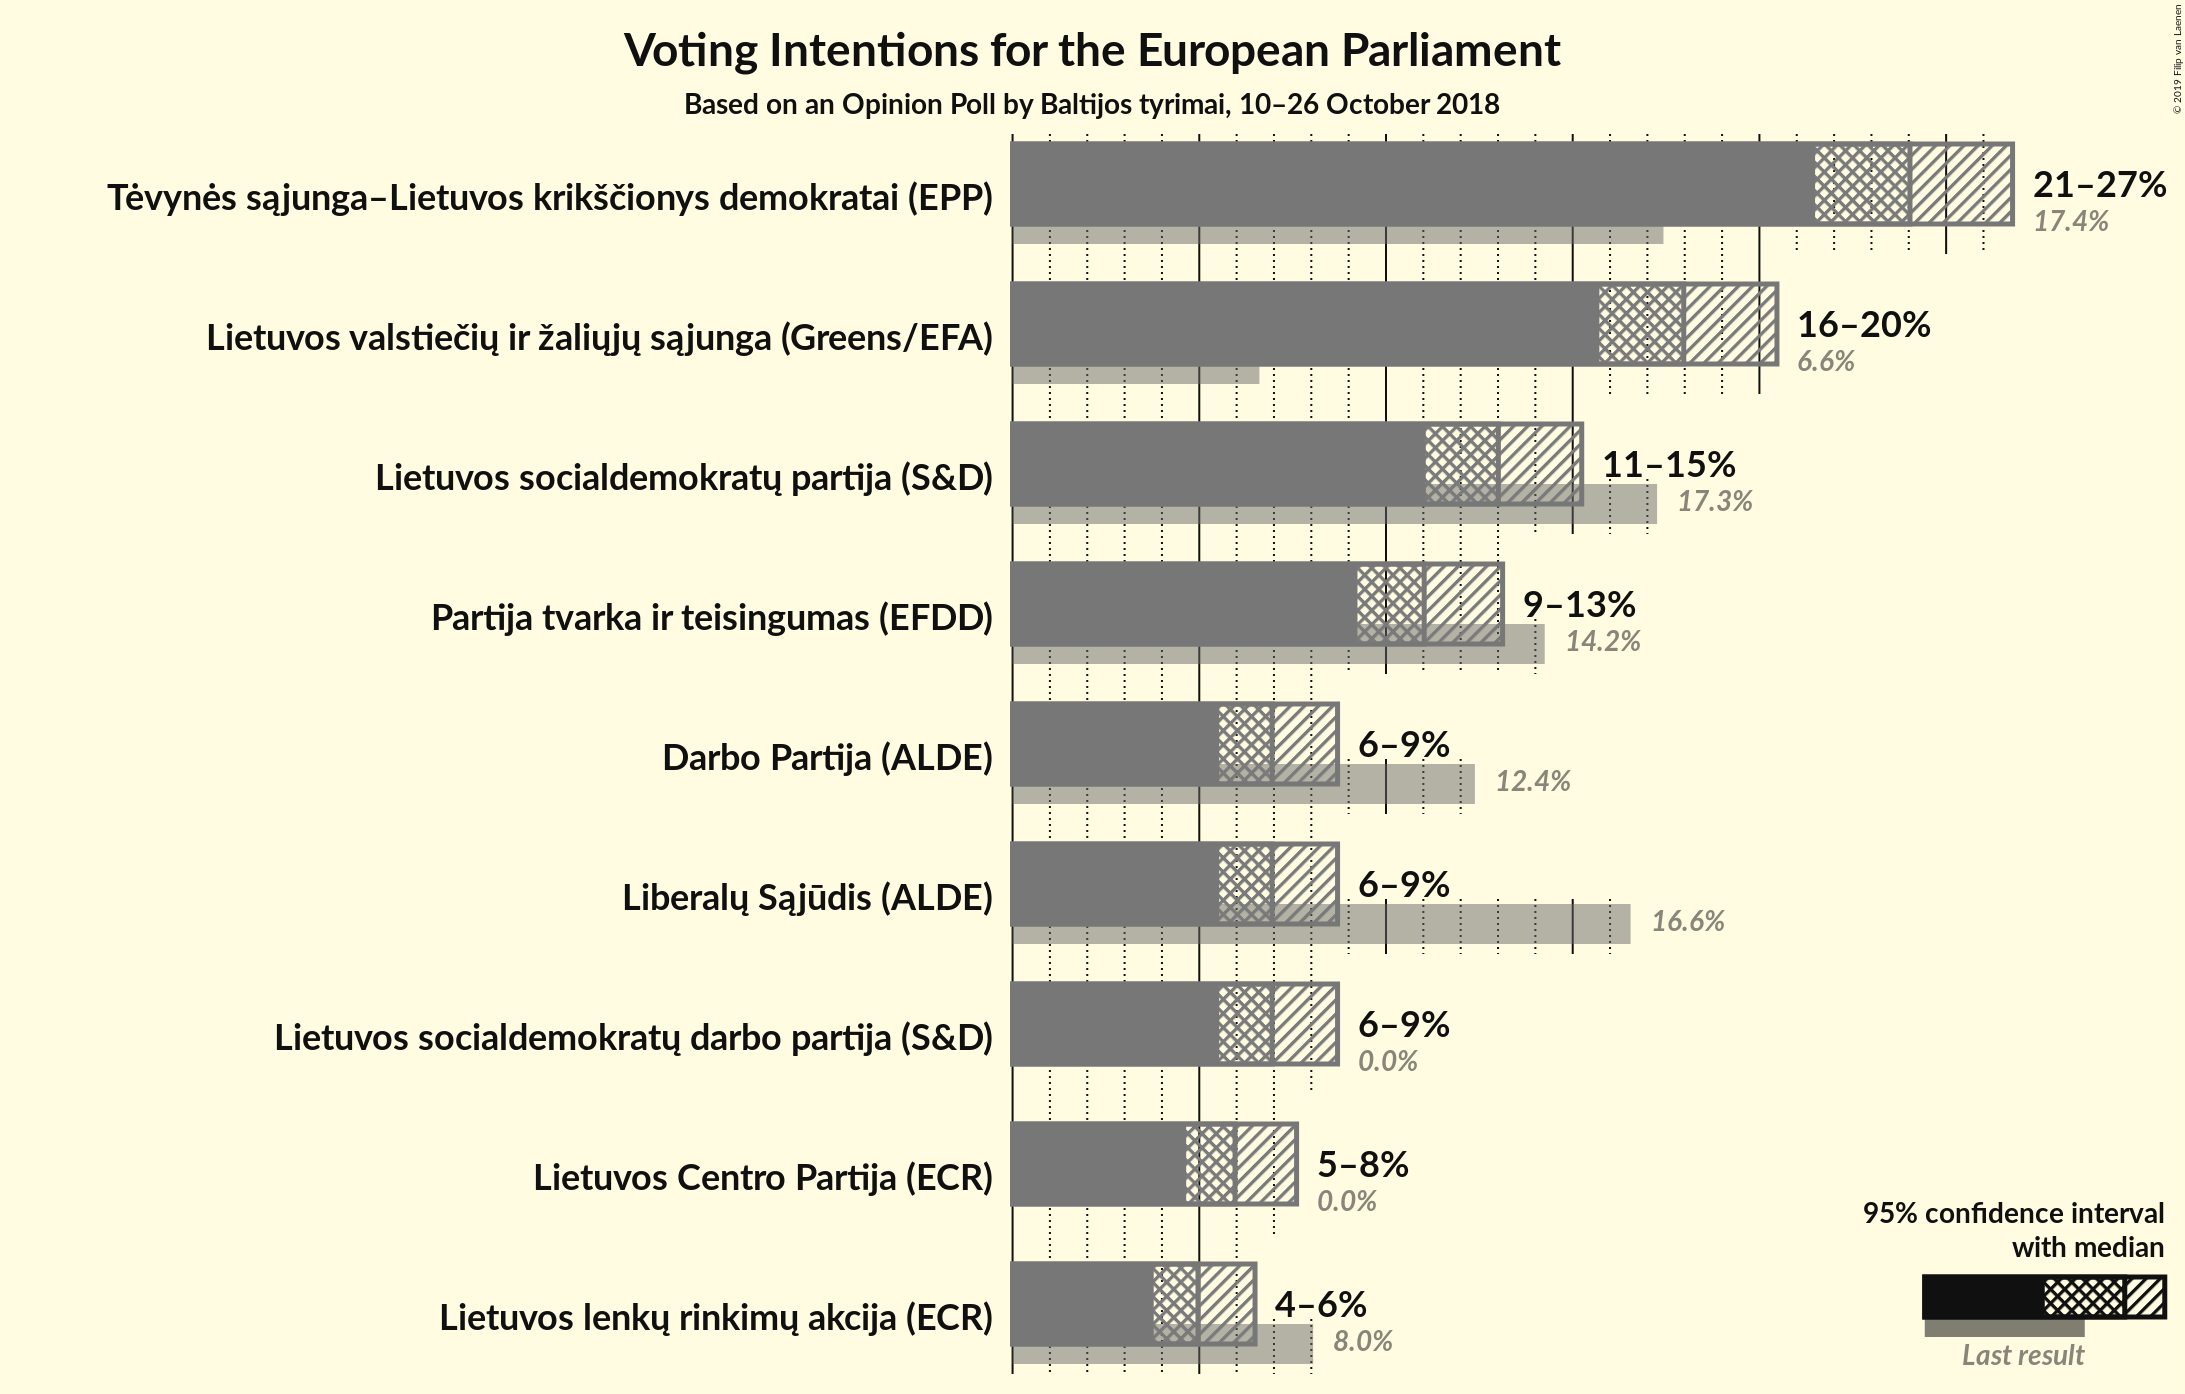 Voting Intentions for the European Parliament
Based on an Opinion Poll by Baltijos tyrimai, 10–26 October 2018
© 2019 Filip van Laenen
Tėvynės sąjunga–Lietuvos krikščionys demokratai (EPP)
21–27%
17.4%
Lietuvos valstiečių ir žaliųjų sąjunga (Greens/EFA)
16–20%
6.6%
Lietuvos socialdemokratų partija (S&D)
11–15%
17.3%
Partija tvarka ir teisingumas (EFDD)
9–13%
14.2%
Darbo Partija (ALDE)
6–9%
12.4%
Liberalų Sąjūdis (ALDE)
6–9%
16.6%
Lietuvos socialdemokratų darbo partija (S&D)
6–9%
0.0%
Lietuvos Centro Partija (ECR)
5–8%
0.0%
Lietuvos lenkų rinkimų akcija (ECR)
4–6%
8.0%
95% confidence interval
with median
Last result